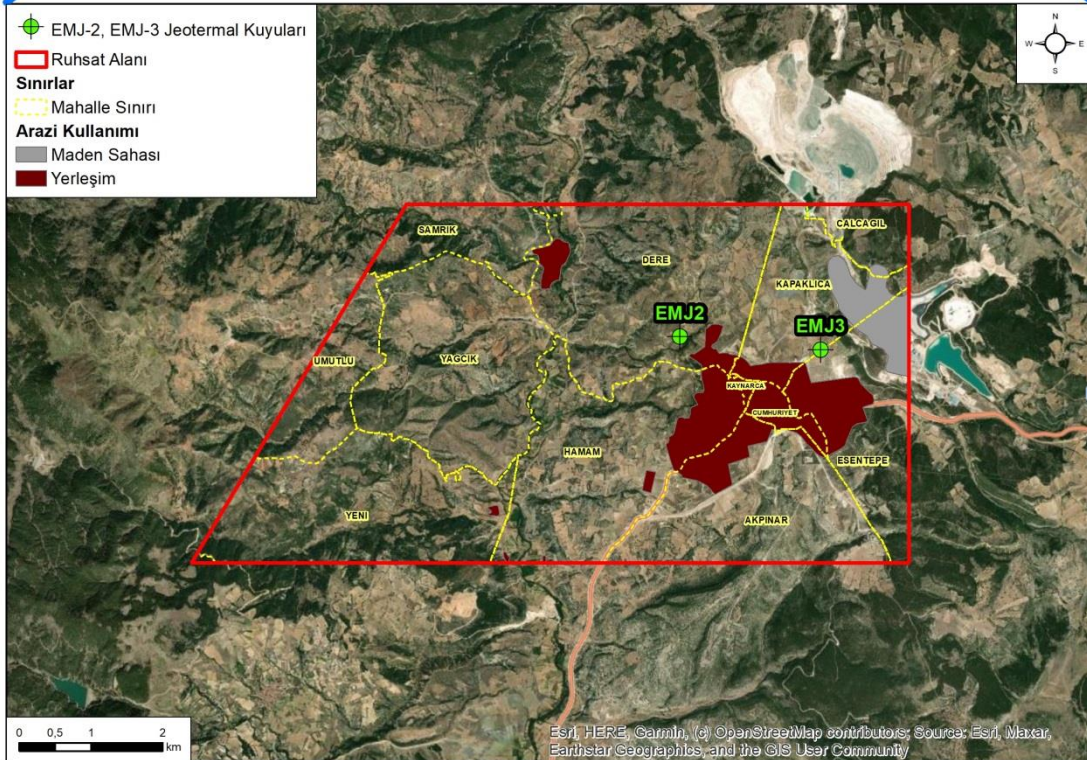 EMJ-2, EMJ-3 Jeotermal Kuyuları
Ruhsat Alanı
Sınırlar
Mahalle Sınırı
Arazi Kullanımı
Maden Sahası
Yerleşim
N
W E
S
SAMRIK
CALCAGIL
DERE
KAPAKLICA
EMJ2
EMJ3
UMUTLU
YAGCIK
KAYNARCA
CUMHURIYET
HAMAM
ESENTEPE
YENI
AKPINAR
0 0,5 1 2
km
Esri, HERE, Garmin, (c) OpenStreetMap contributors; Source: Esri, Maxar,
Earthstar Geographics, and the GIS User Community